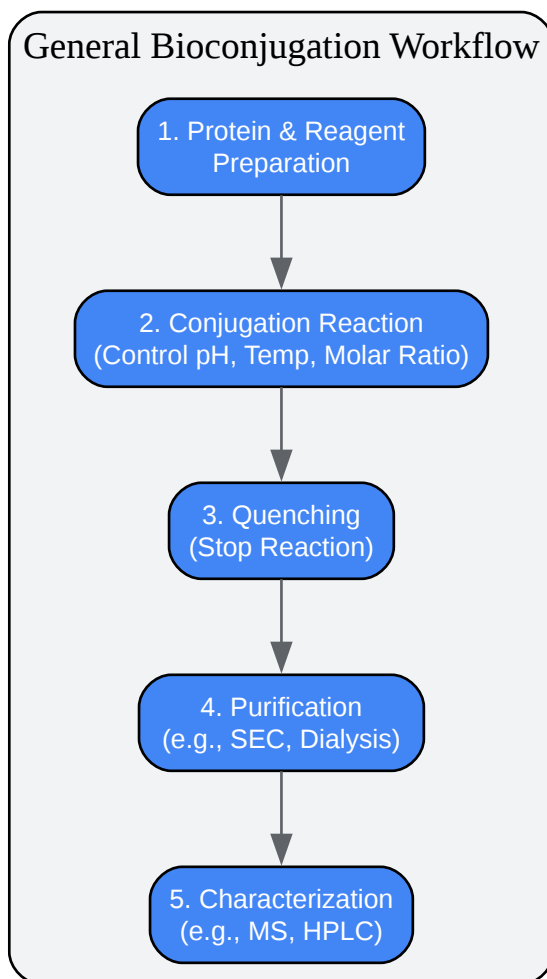 General Bioconjugation Workflow
1. Protein & Reagent
Preparation
2. Conjugation Reaction
(Control pH, Temp, Molar Ratio)
3. Quenching
(Stop Reaction)
4. Purification
(e.g., SEC, Dialysis)
5. Characterization
(e.g., MS, HPLC)